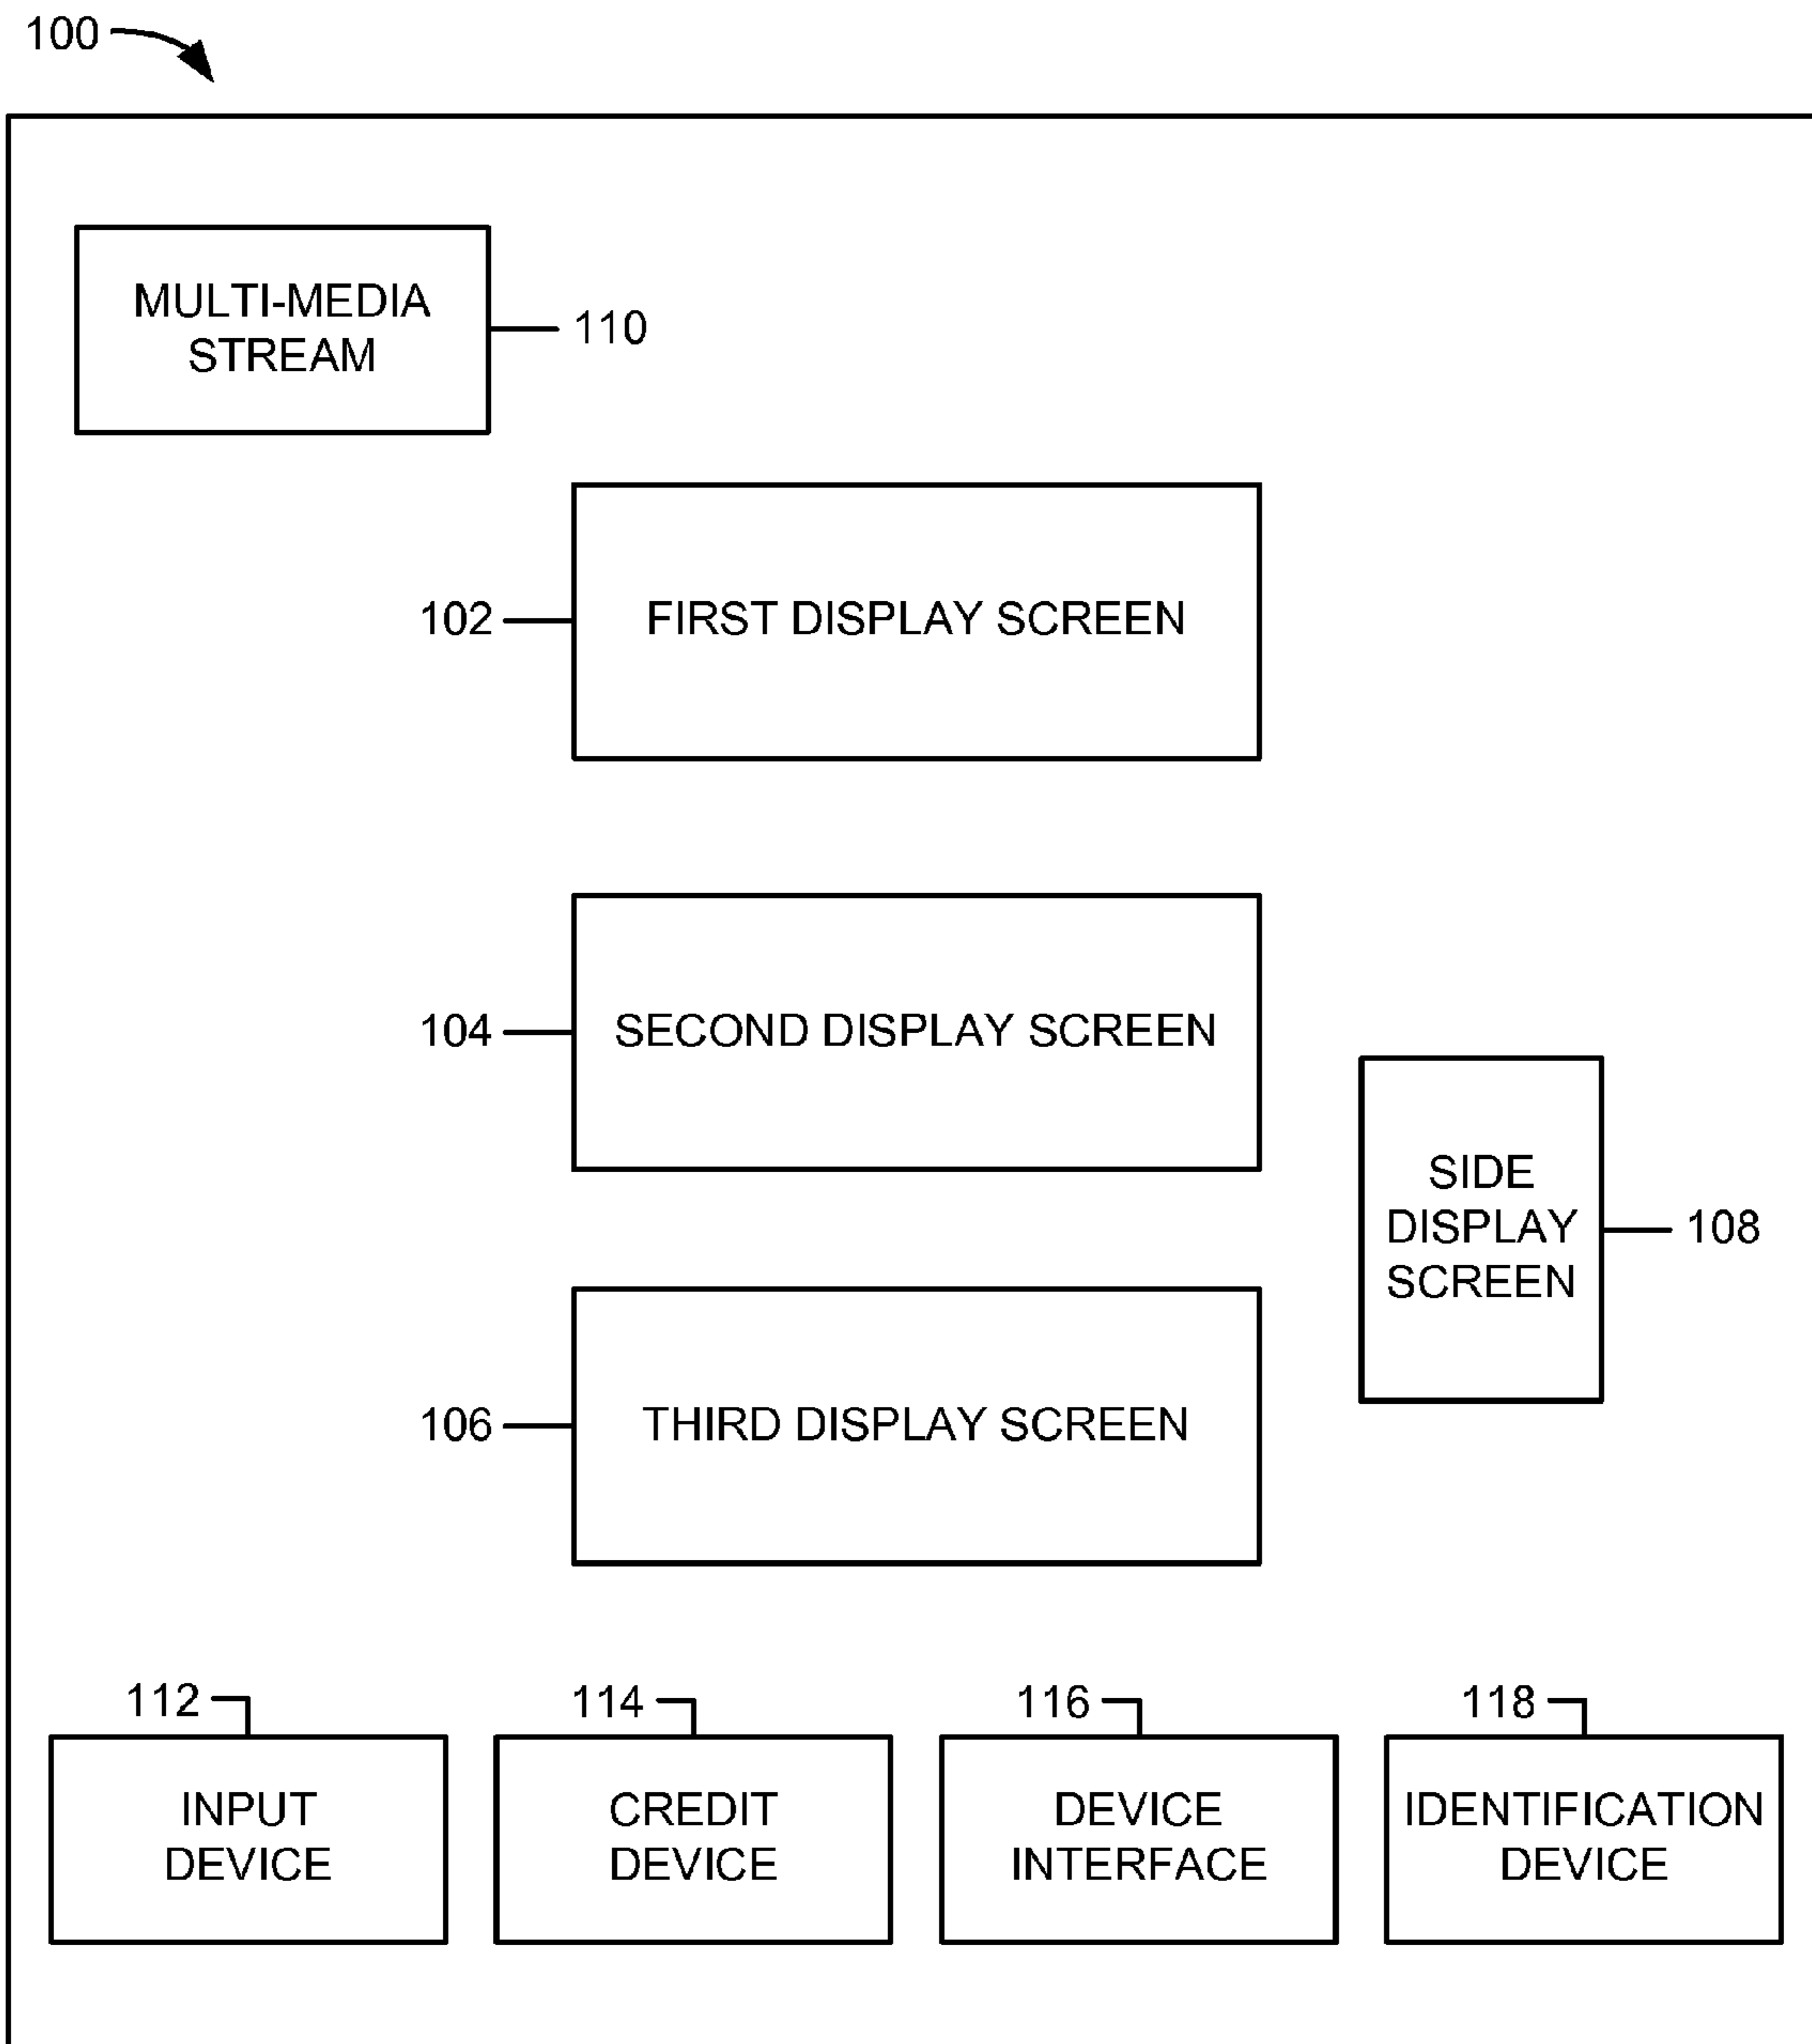 100
MULTI-MEDIA
STREAM
110
102
FIRST DISPLAY SCREEN
104
SECOND DISPLAY SCREEN
SIDE
DISPLAY
SCREEN
108
106
THIRD DISPLAY SCREEN
112
INPUT
DEVICE
114
CREDIT
DEVICE
116
DEVICE
INTERFACE
118
IDENTIFICATION
DEVICE